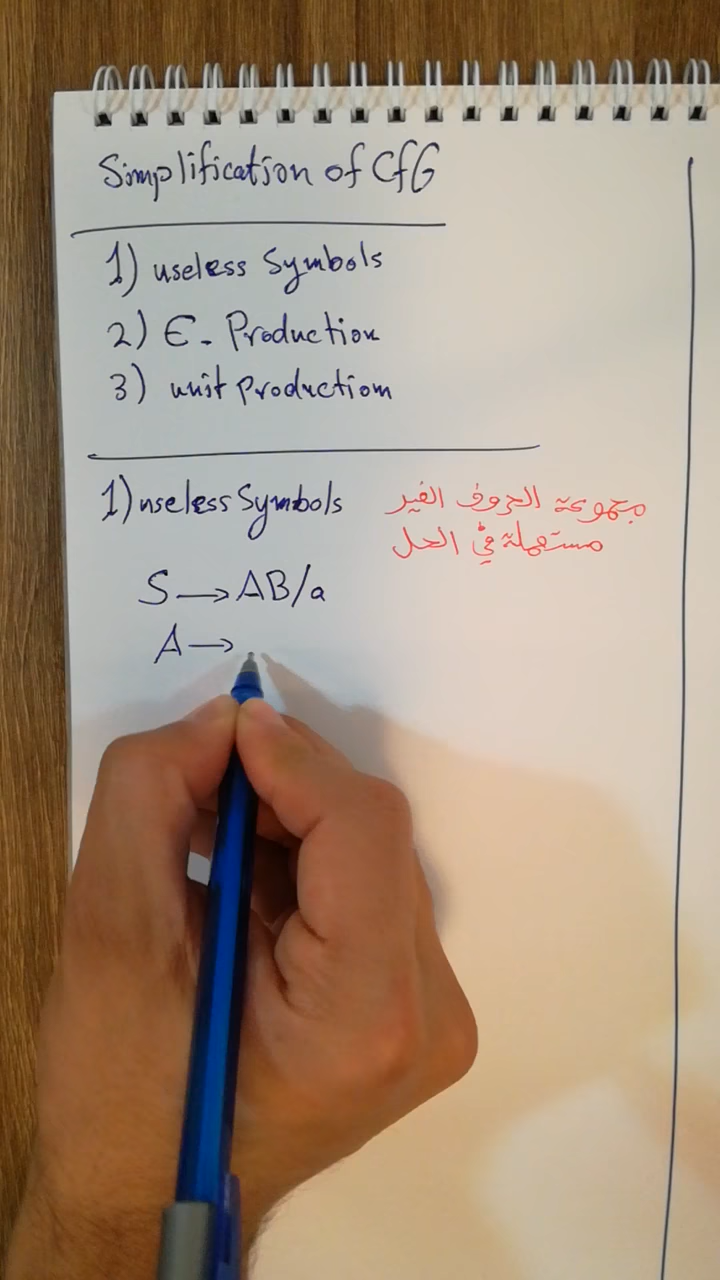 Simplification of CFG
1) useless Symbols
2) ε - Production
3) unit production
1) useless Symbols
مجموعة الحروف الغير
مستعملة في الحل
S → AB/a
A →